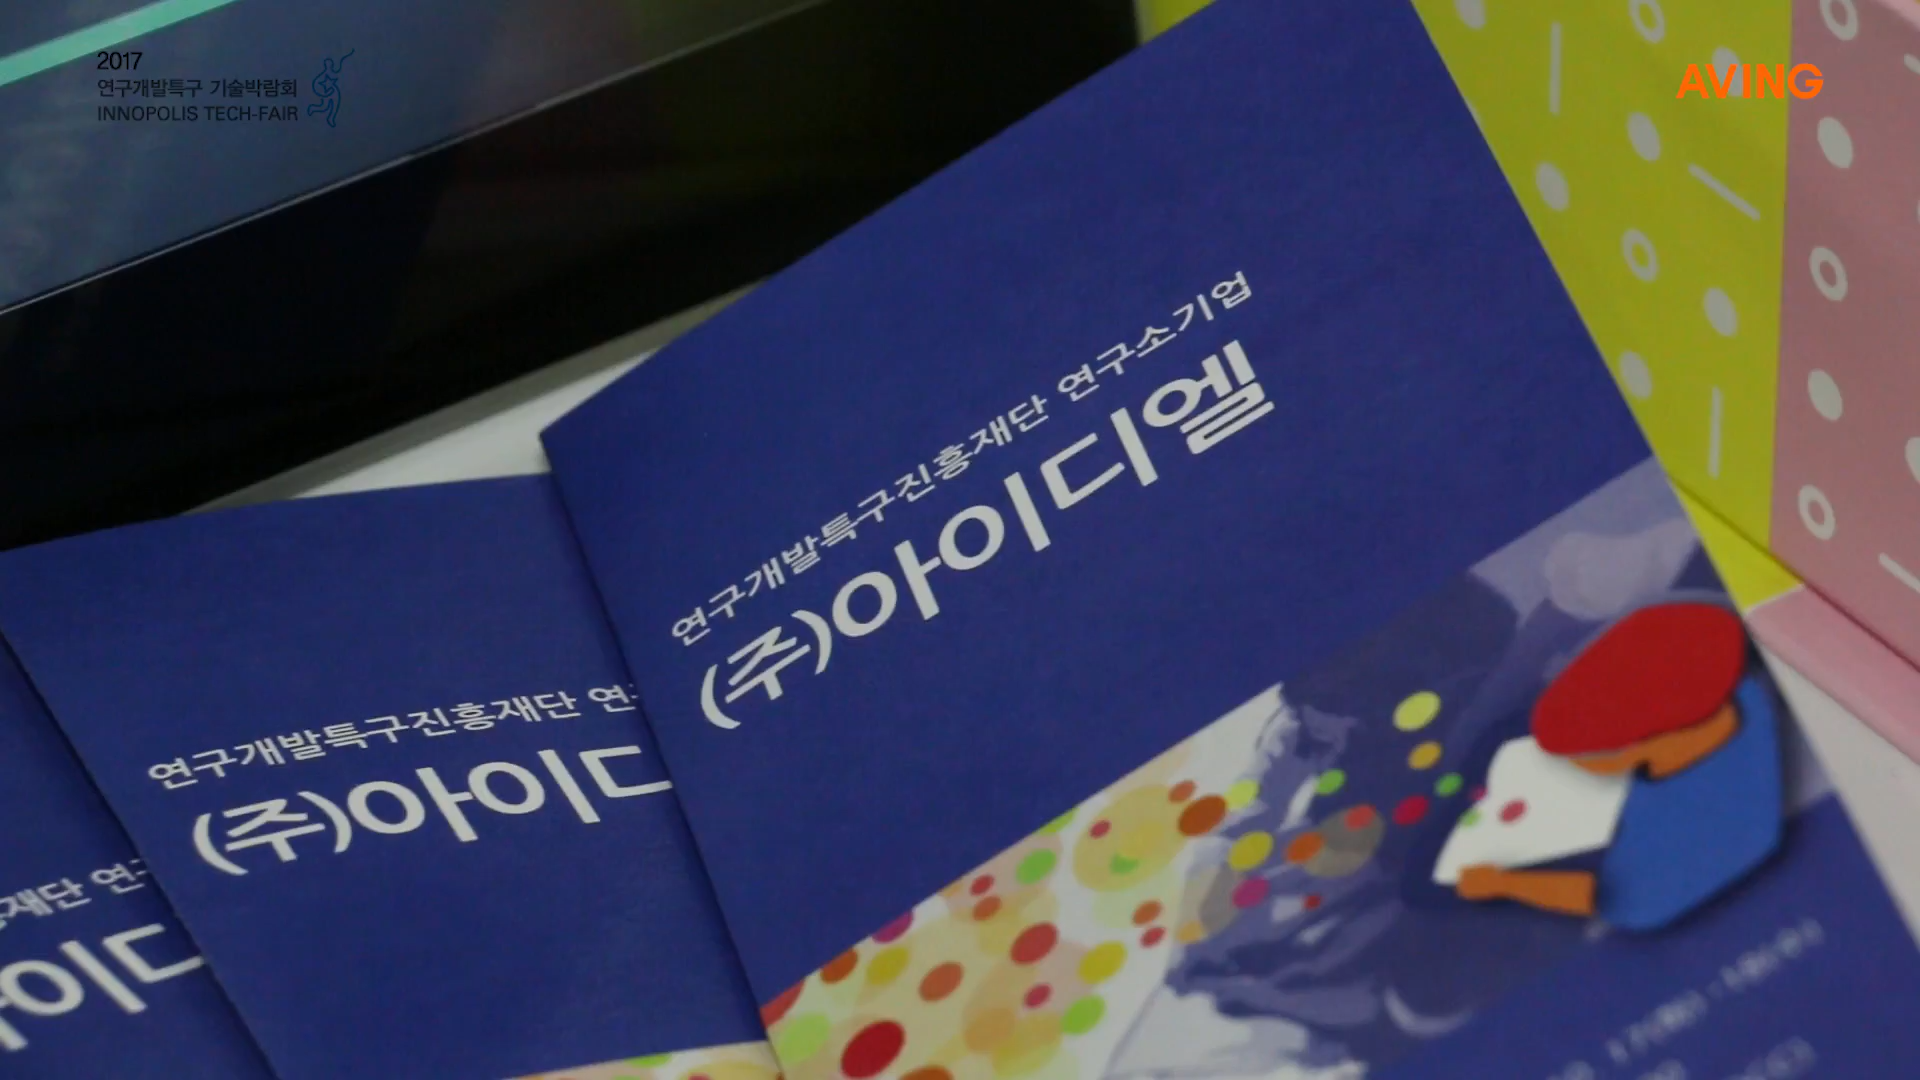 2017
연구개발특구 기술박람회
INNOPOLIS TECH-FAIR
AVING
연구개발특구진흥재단 연구소기업
(주)아이디엘
연구개발특구진흥재단 연구
(주)아이디
재단 연구
이디